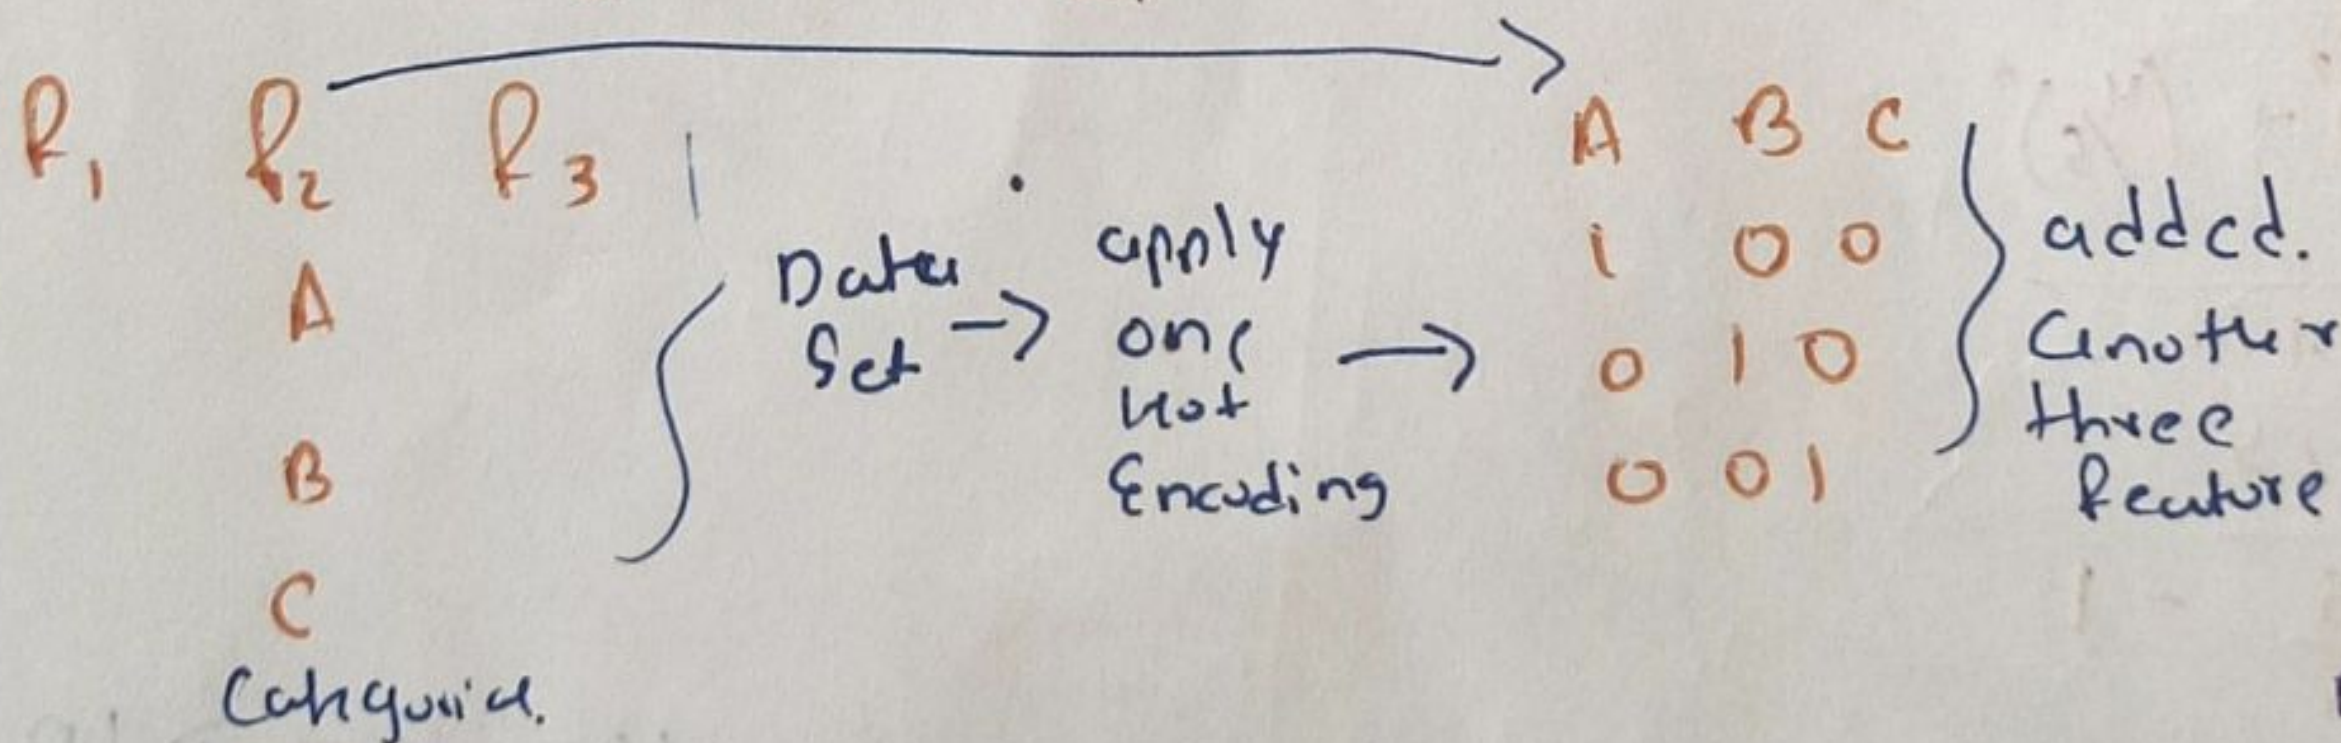 f1 f2 f3
A
B
C
Categorical.
Data
Set →
apply
one
Hot
Encoding
→
A B C
1 0 0
0 1 0
0 0 1
added.
another
three
feature